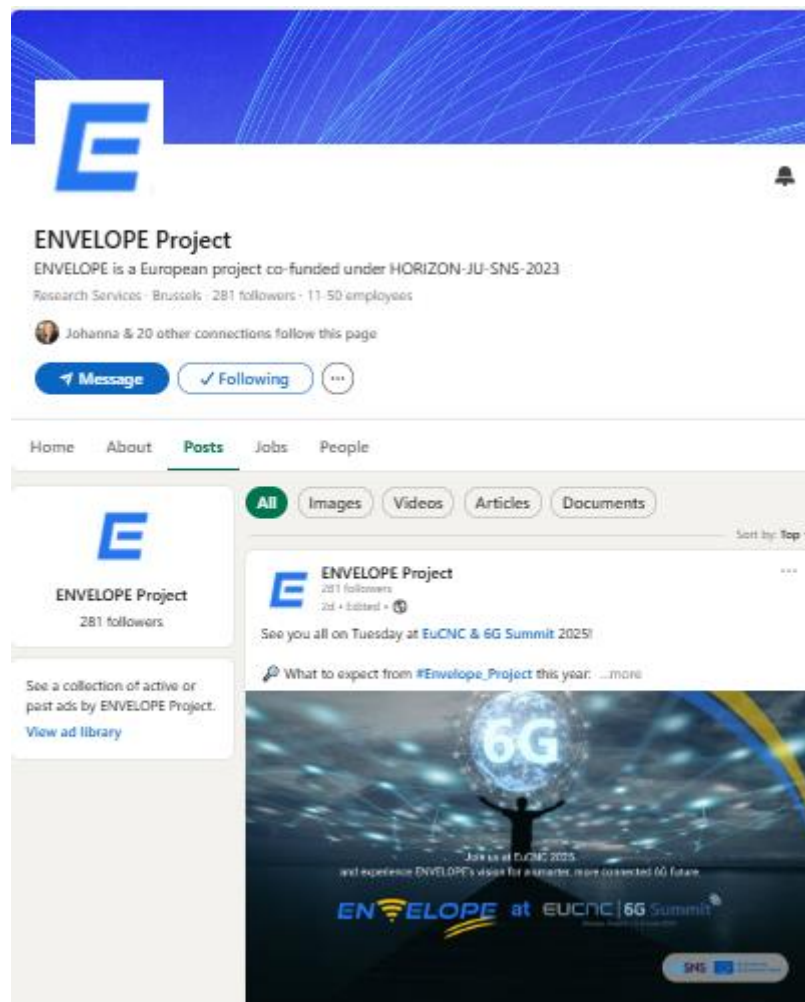 E
ENVELOPE Project
ENVELOPE is a European project co-funded under HORIZON-JU-SNS-2023
Research Services · Brussels · 281 followers · 11-50 employees
Johanna & 20 other connections follow this page
Message
Following
Home
About
Posts
Jobs
People
E
ENVELOPE Project
281 followers
See a collection of active or
past ads by ENVELOPE Project.
View ad library
All
Images
Videos
Articles
Documents
Sort by: Top
E
ENVELOPE Project
281 followers
2d • Edited •
See you all on Tuesday at EuCNC & 6G Summit 2025!
🔎 What to expect from #Envelope_Project this year: ...more
6G
Join us at EuCNC 2025
and experience ENVELOPE's vision for a smarter, more connected 6G future.
ENVELOPE at EUCNC | 6G Summit
SNS